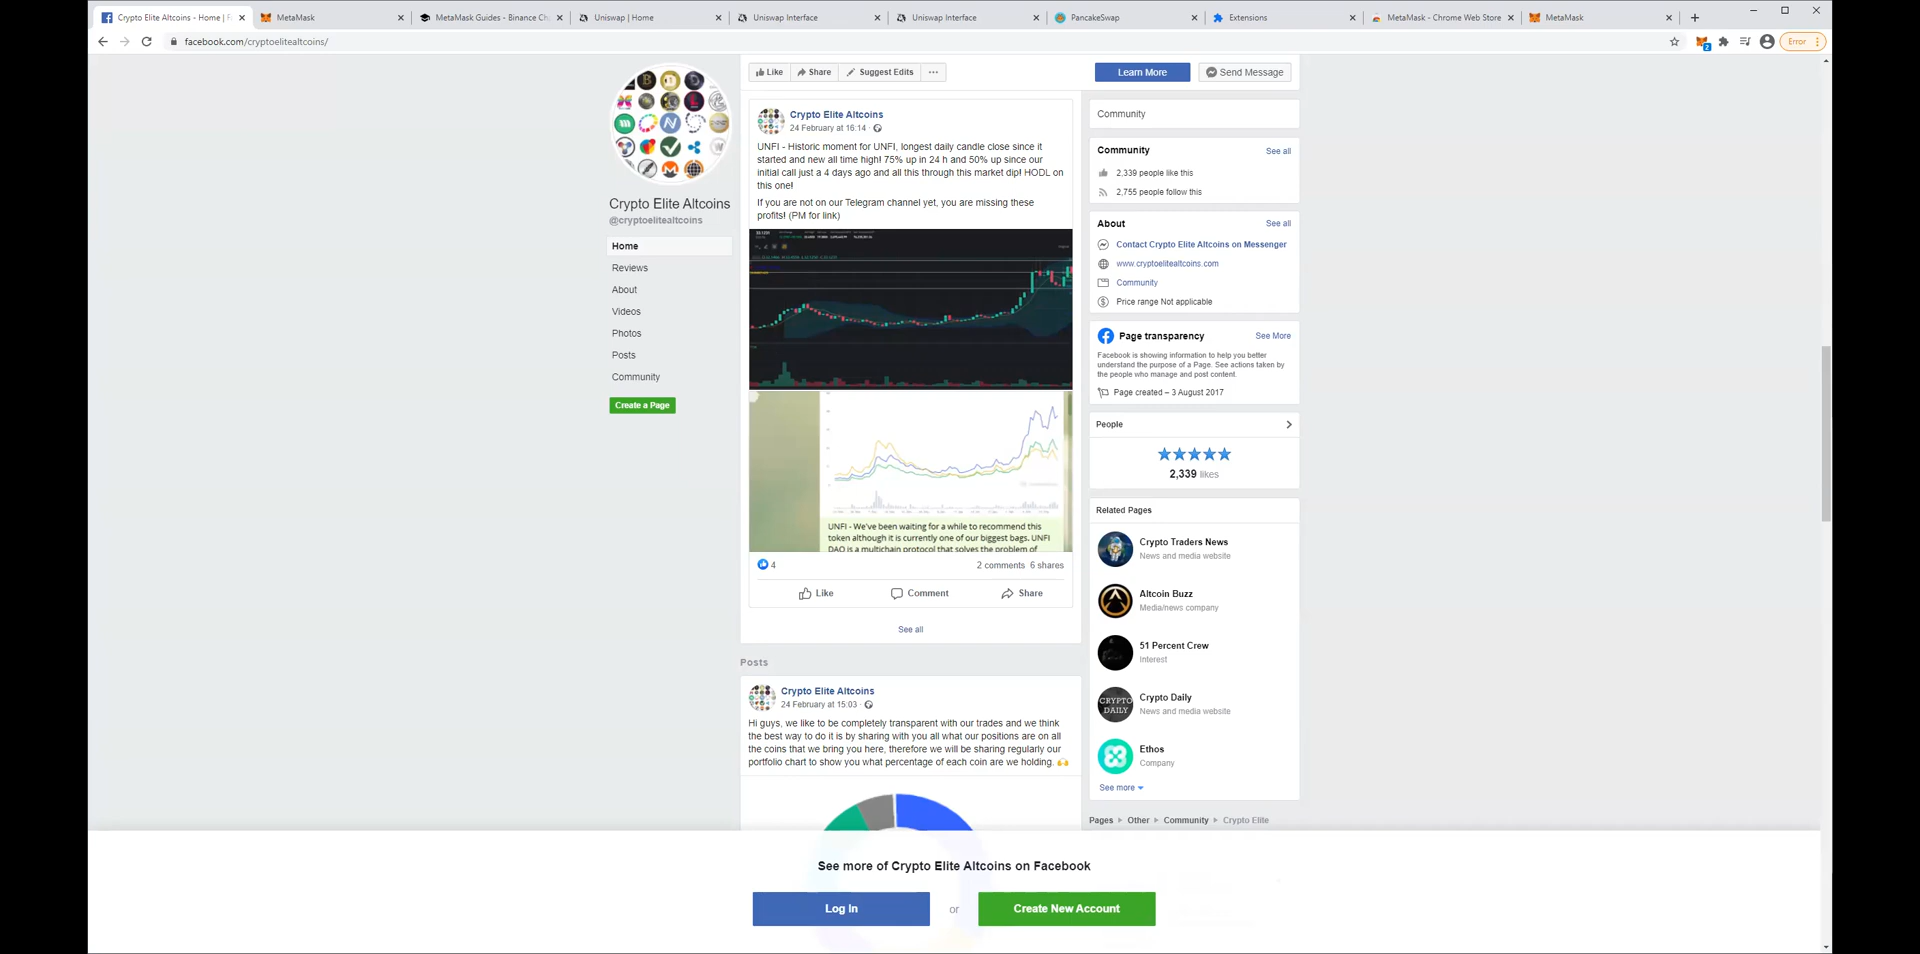 Crypto Elite Altcoins - Home | F
MetaMask
MetaMask Guides - Binance Ch
Uniswap | Home
Uniswap Interface
Uniswap Interface
PancakeSwap
Extensions
MetaMask - Chrome Web Store
MetaMask
facebook.com/cryptoelitealtcoins/
2
Error
Like
Share
Suggest Edits
Learn More
Send Message
Crypto Elite Altcoins
@cryptoelitealtcoins
Home
Reviews
About
Videos
Photos
Posts
Community
Create a Page
Crypto Elite Altcoins
24 February at 16:14 ·
UNFI - Historic moment for UNFI, longest daily candle close since it
started and new all time high! 75% up in 24 h and 50% up since our
initial call just a 4 days ago and all this through this market dip! HODL on
this one!
If you are not on our Telegram channel yet, you are missing these
profits! (PM for link)
UNFI - We've been waiting for a while to recommend this
token although it is currently one of our biggest bags. UNFI
DAO is a multichain protocol that solves the problem of
4
2 comments 6 shares
Like
Comment
Share
See all
Posts
Crypto Elite Altcoins
24 February at 15:03 ·
Hi guys, we like to be completely transparent with our trades and we think
the best way to do it is by sharing with you all what our positions are on all
the coins that we bring you here, therefore we will be sharing regularly our
portfolio chart to show you what percentage of each coin are we holding.
Community
Community
See all
2,339 people like this
2,755 people follow this
About
See all
Contact Crypto Elite Altcoins on Messenger
www.cryptoelitealtcoins.com
Community
Price range Not applicable
Page transparency
See More
Facebook is showing information to help you better
understand the purpose of a Page. See actions taken by
the people who manage and post content.
Page created – 3 August 2017
People
2,339 likes
Related Pages
Crypto Traders News
News and media website
Altcoin Buzz
Media/news company
51 Percent Crew
Interest
CRYPTO
DAILY
Crypto Daily
News and media website
Ethos
Company
See more
Pages
Other
Community
Crypto Elite
See more of Crypto Elite Altcoins on Facebook
Log In
or
Create New Account